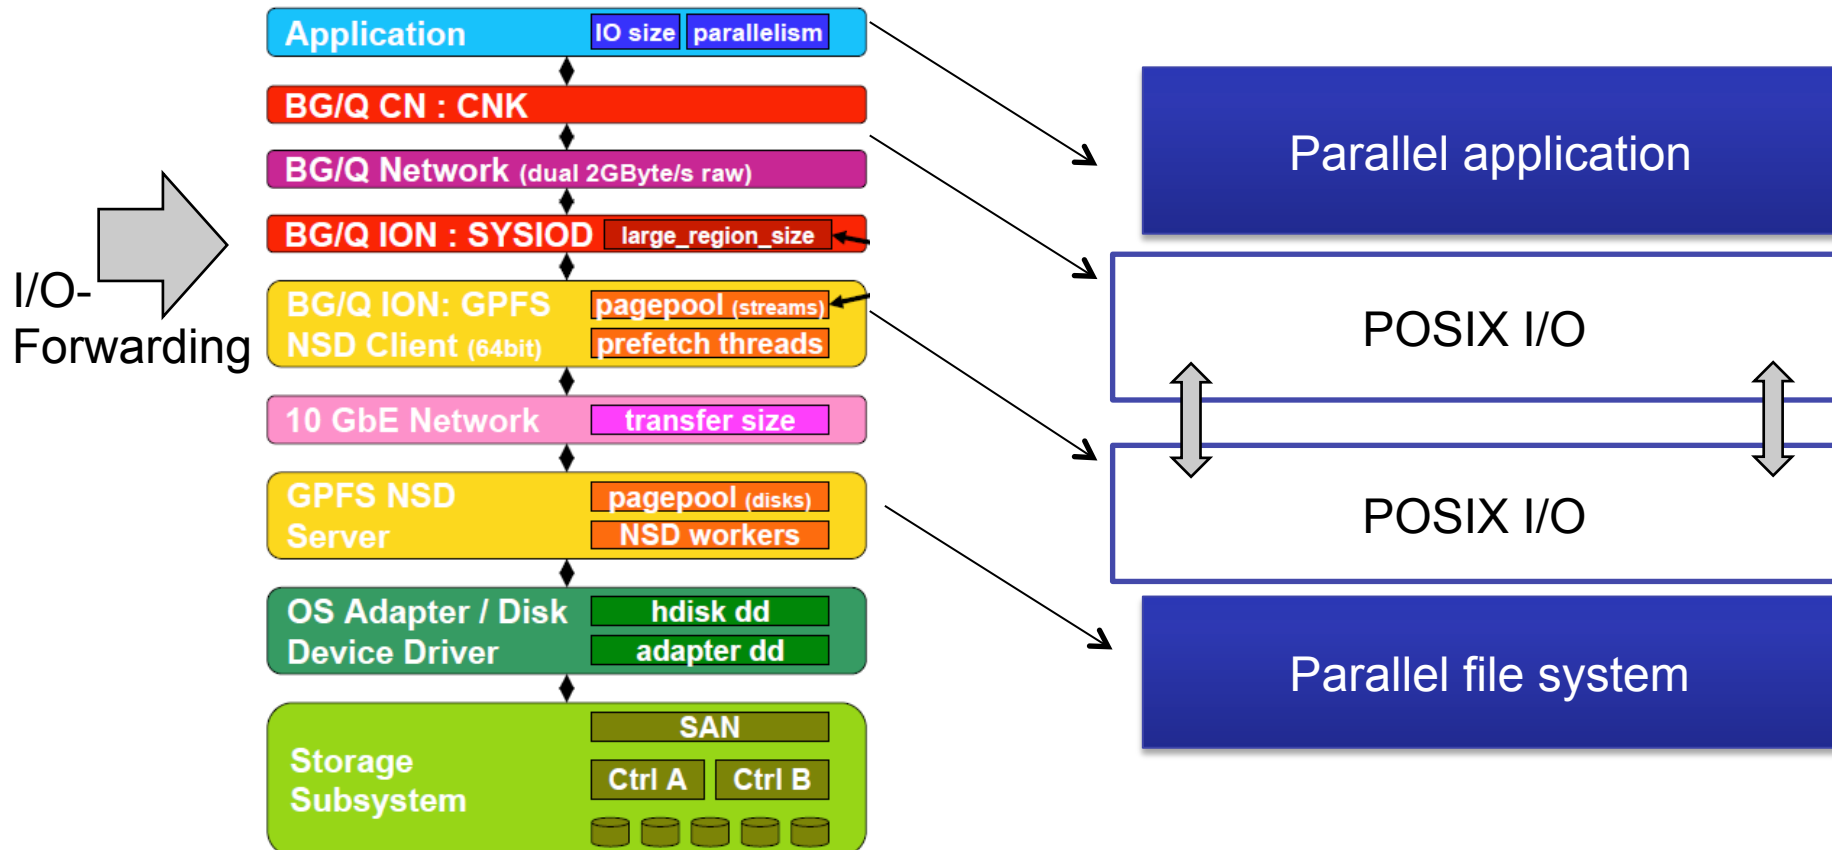 Application
IO size
parallelism
BG/Q CN : CNK
BG/Q Network (dual 2GByte/s raw)
BG/Q ION : SYSIOD
large_region_size
I/O-
Forwarding
BG/Q ION: GPFS
NSD Client (64bit)
pagepool (streams)
prefetch threads
10 GbE Network
transfer size
GPFS NSD
Server
pagepool (disks)
NSD workers
OS Adapter / Disk
Device Driver
hdisk dd
adapter dd
Storage
Subsystem
SAN
Ctrl A
Ctrl B
Parallel application
POSIX I/O
POSIX I/O
Parallel file system